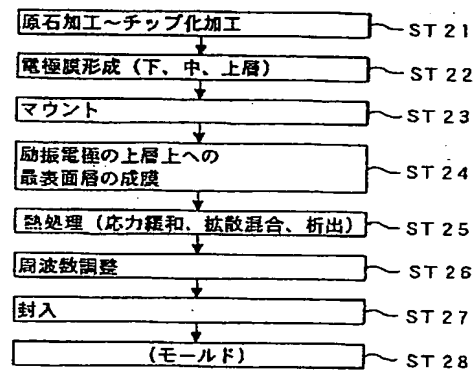 原石加工～チップ化加工
ST21
電極膜形成（下、中、上層）
ST22
マウント
ST23
励振電極の上層上への
最表面層の成膜
ST24
熱処理（応力緩和、拡散混合、析出）
ST25
周波数調整
ST26
封入
ST27
（モールド）
ST28